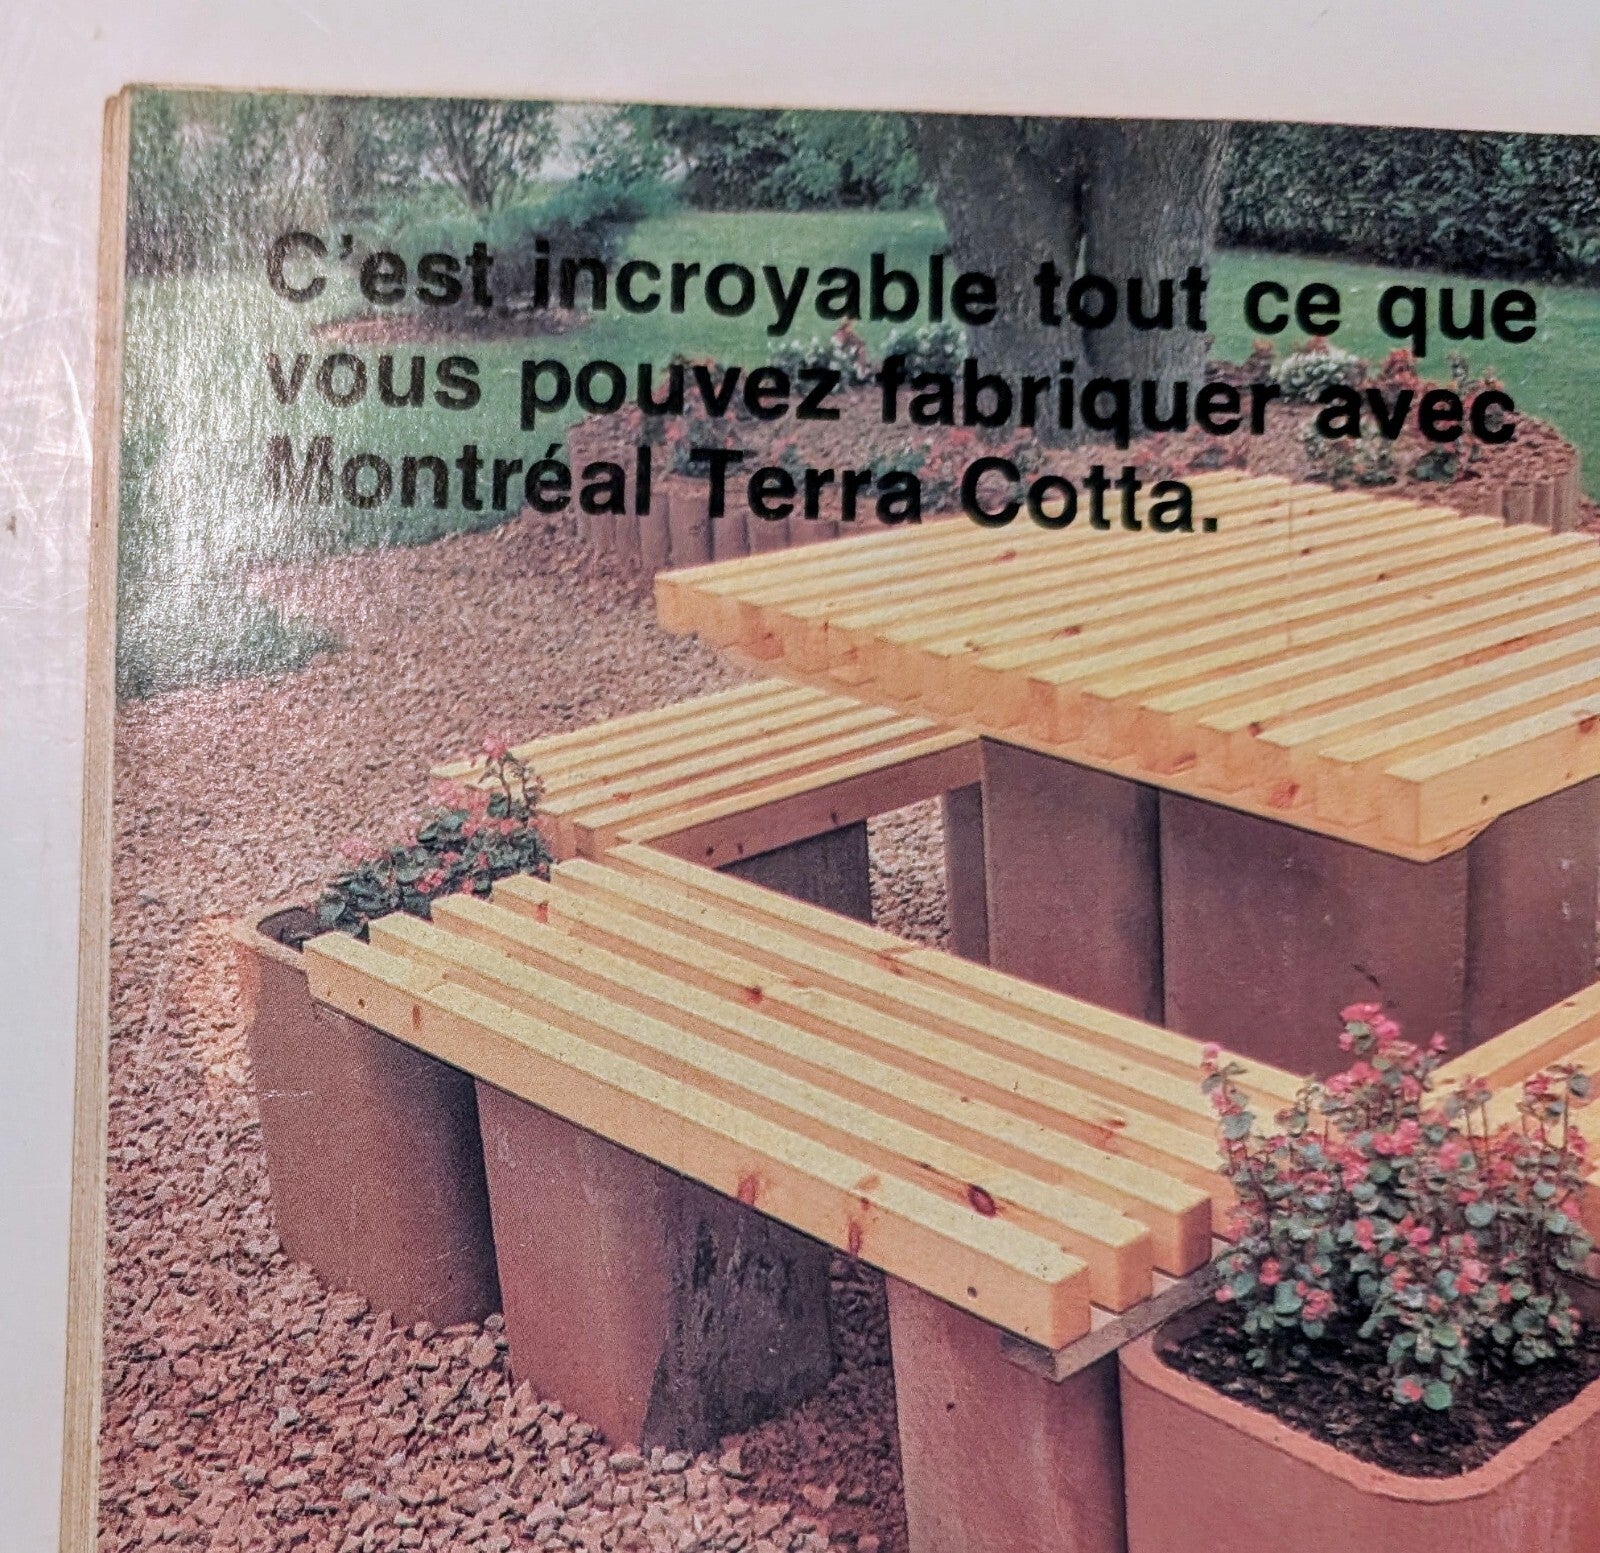 C'est incroyable tout ce que
vous pouvez fabriquer avec
Montréal Terra Cotta.